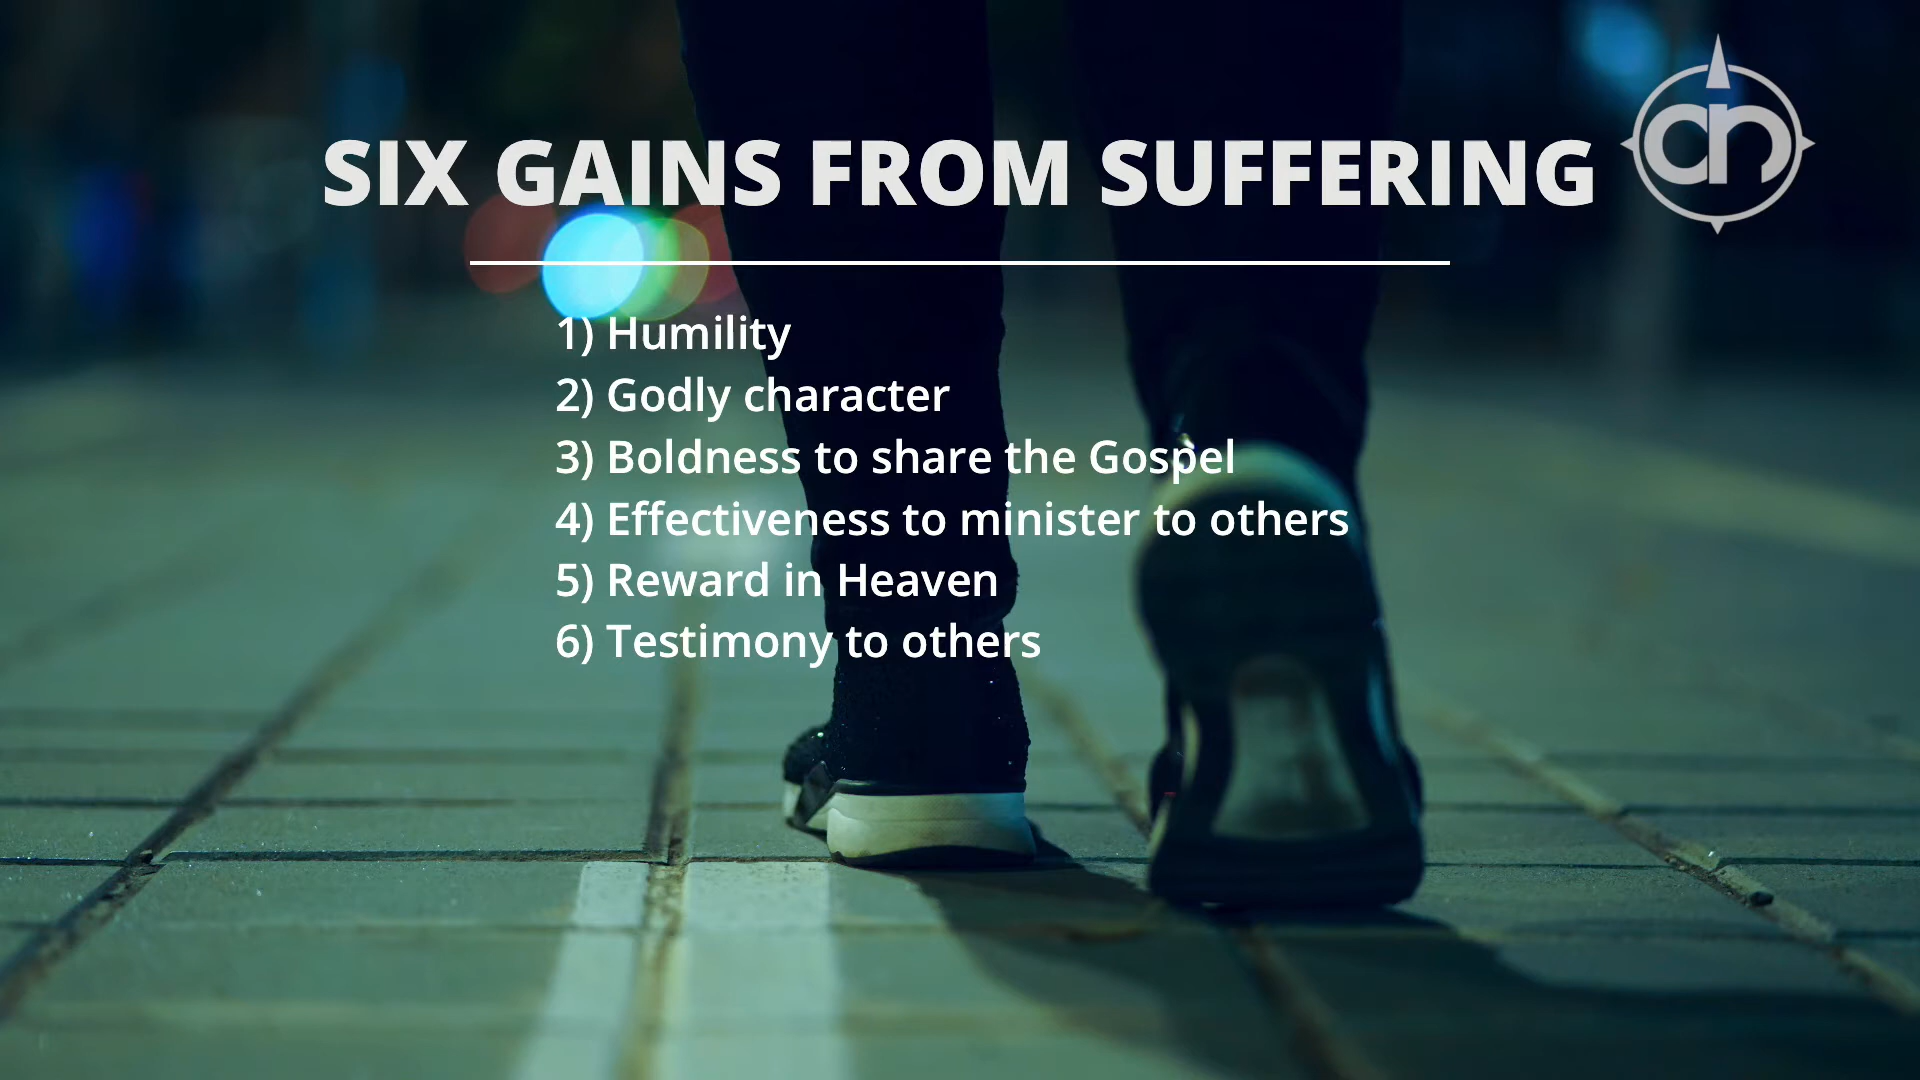 SIX GAINS FROM SUFFERING
cn
1) Humility
2) Godly character
3) Boldness to share the Gospel
4) Effectiveness to minister to others
5) Reward in Heaven
6) Testimony to others